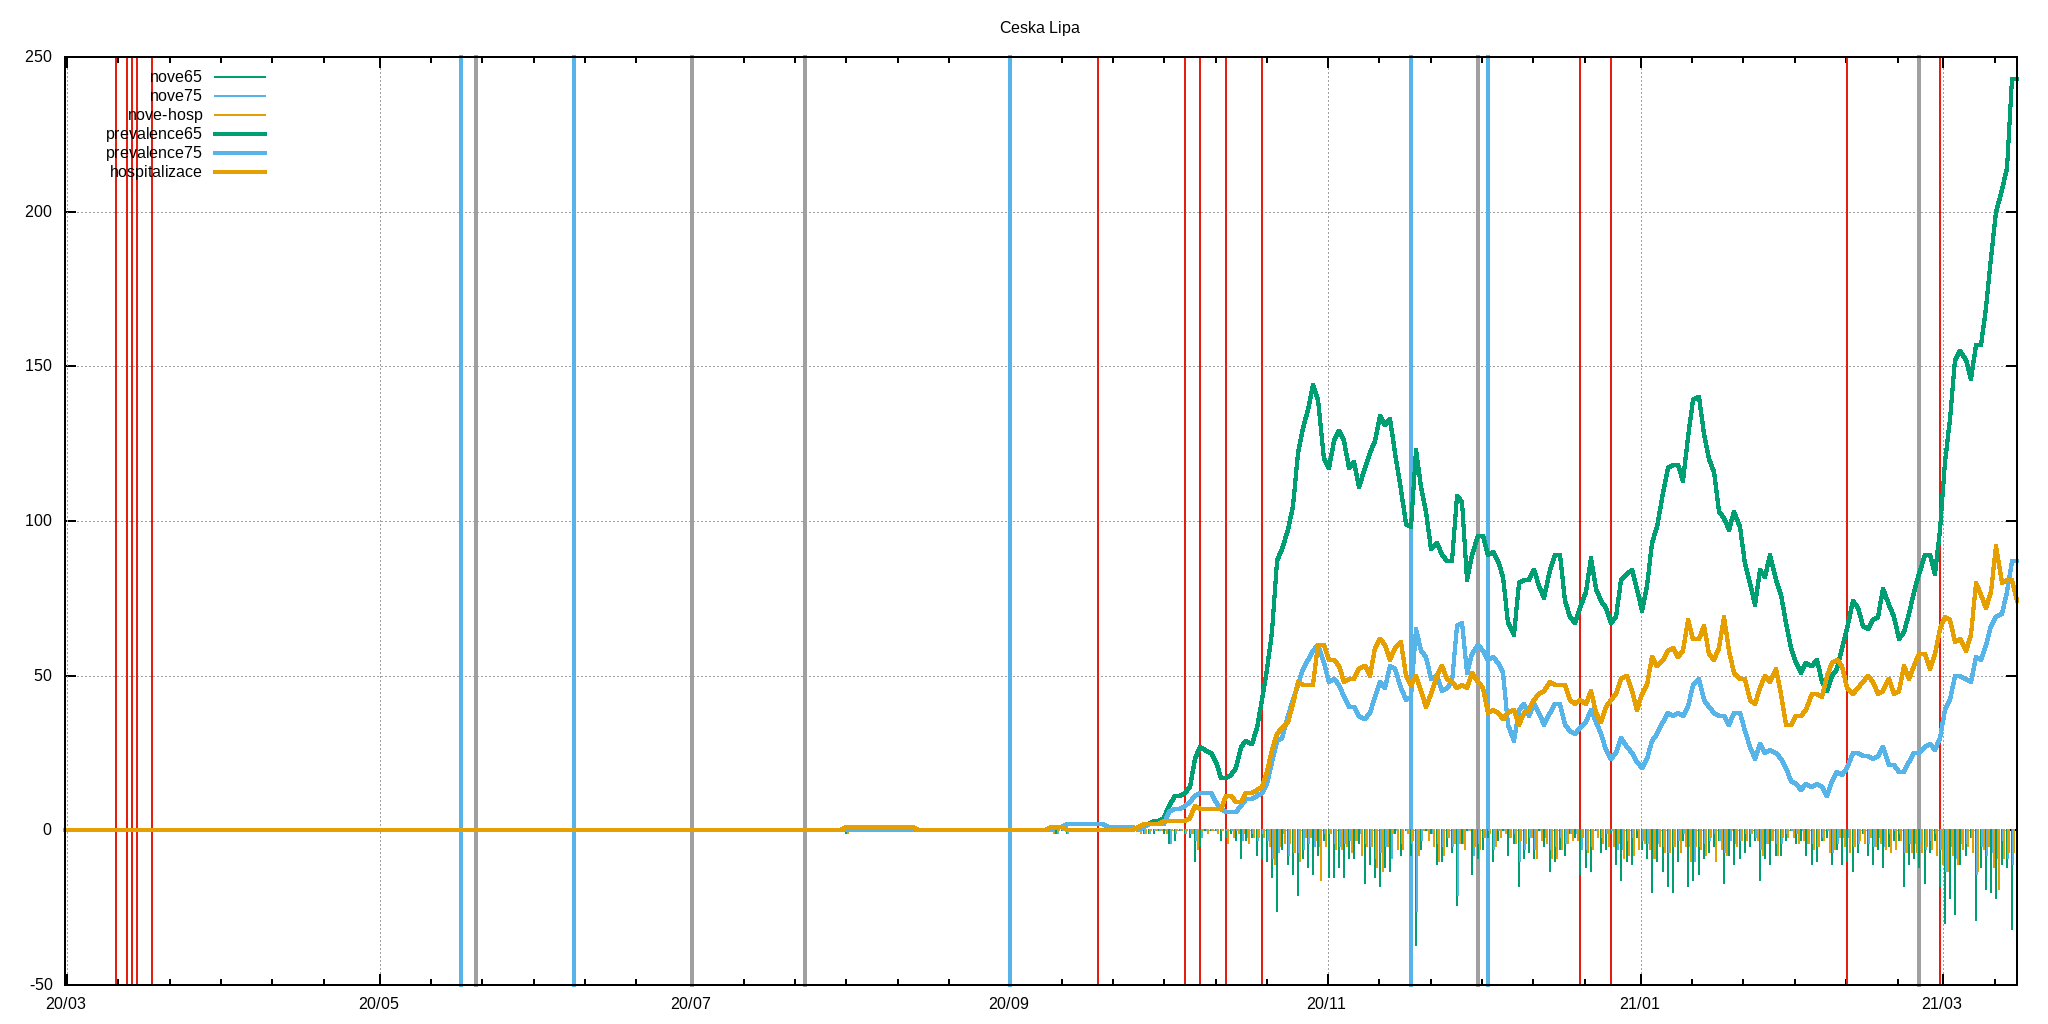 Ceska Lipa
250
nove65
nove75
nove-hosp
prevalence65
prevalence75
hospitalizace
200
150
100
50
0
-50
20/03 20/05 20/07 20/09 20/11 21/01 21/03